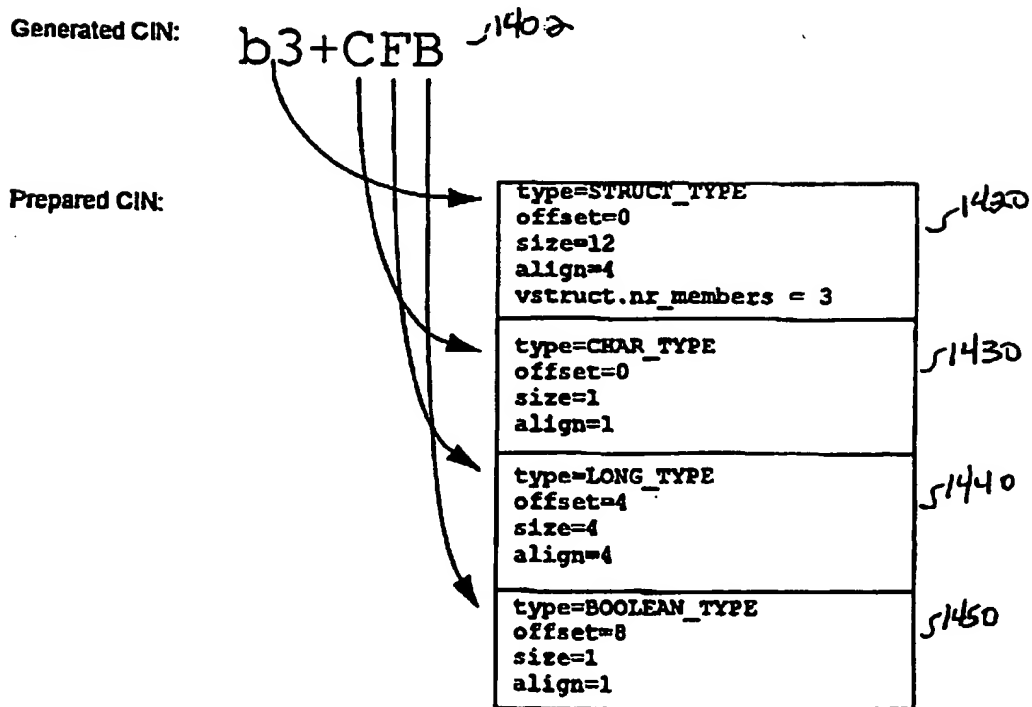 Generated CIN:
b3+CFB
1402
Prepared CIN:
type=STRUCT_TYPE
offset=0
size=12
align=4
vstruct.nr_members = 3
1420
type=CHAR_TYPE
offset=0
size=1
align=1
1430
type=LONG_TYPE
offset=4
size=4
align=4
1440
type=BOOLEAN_TYPE
offset=8
size=1
align=1
1450